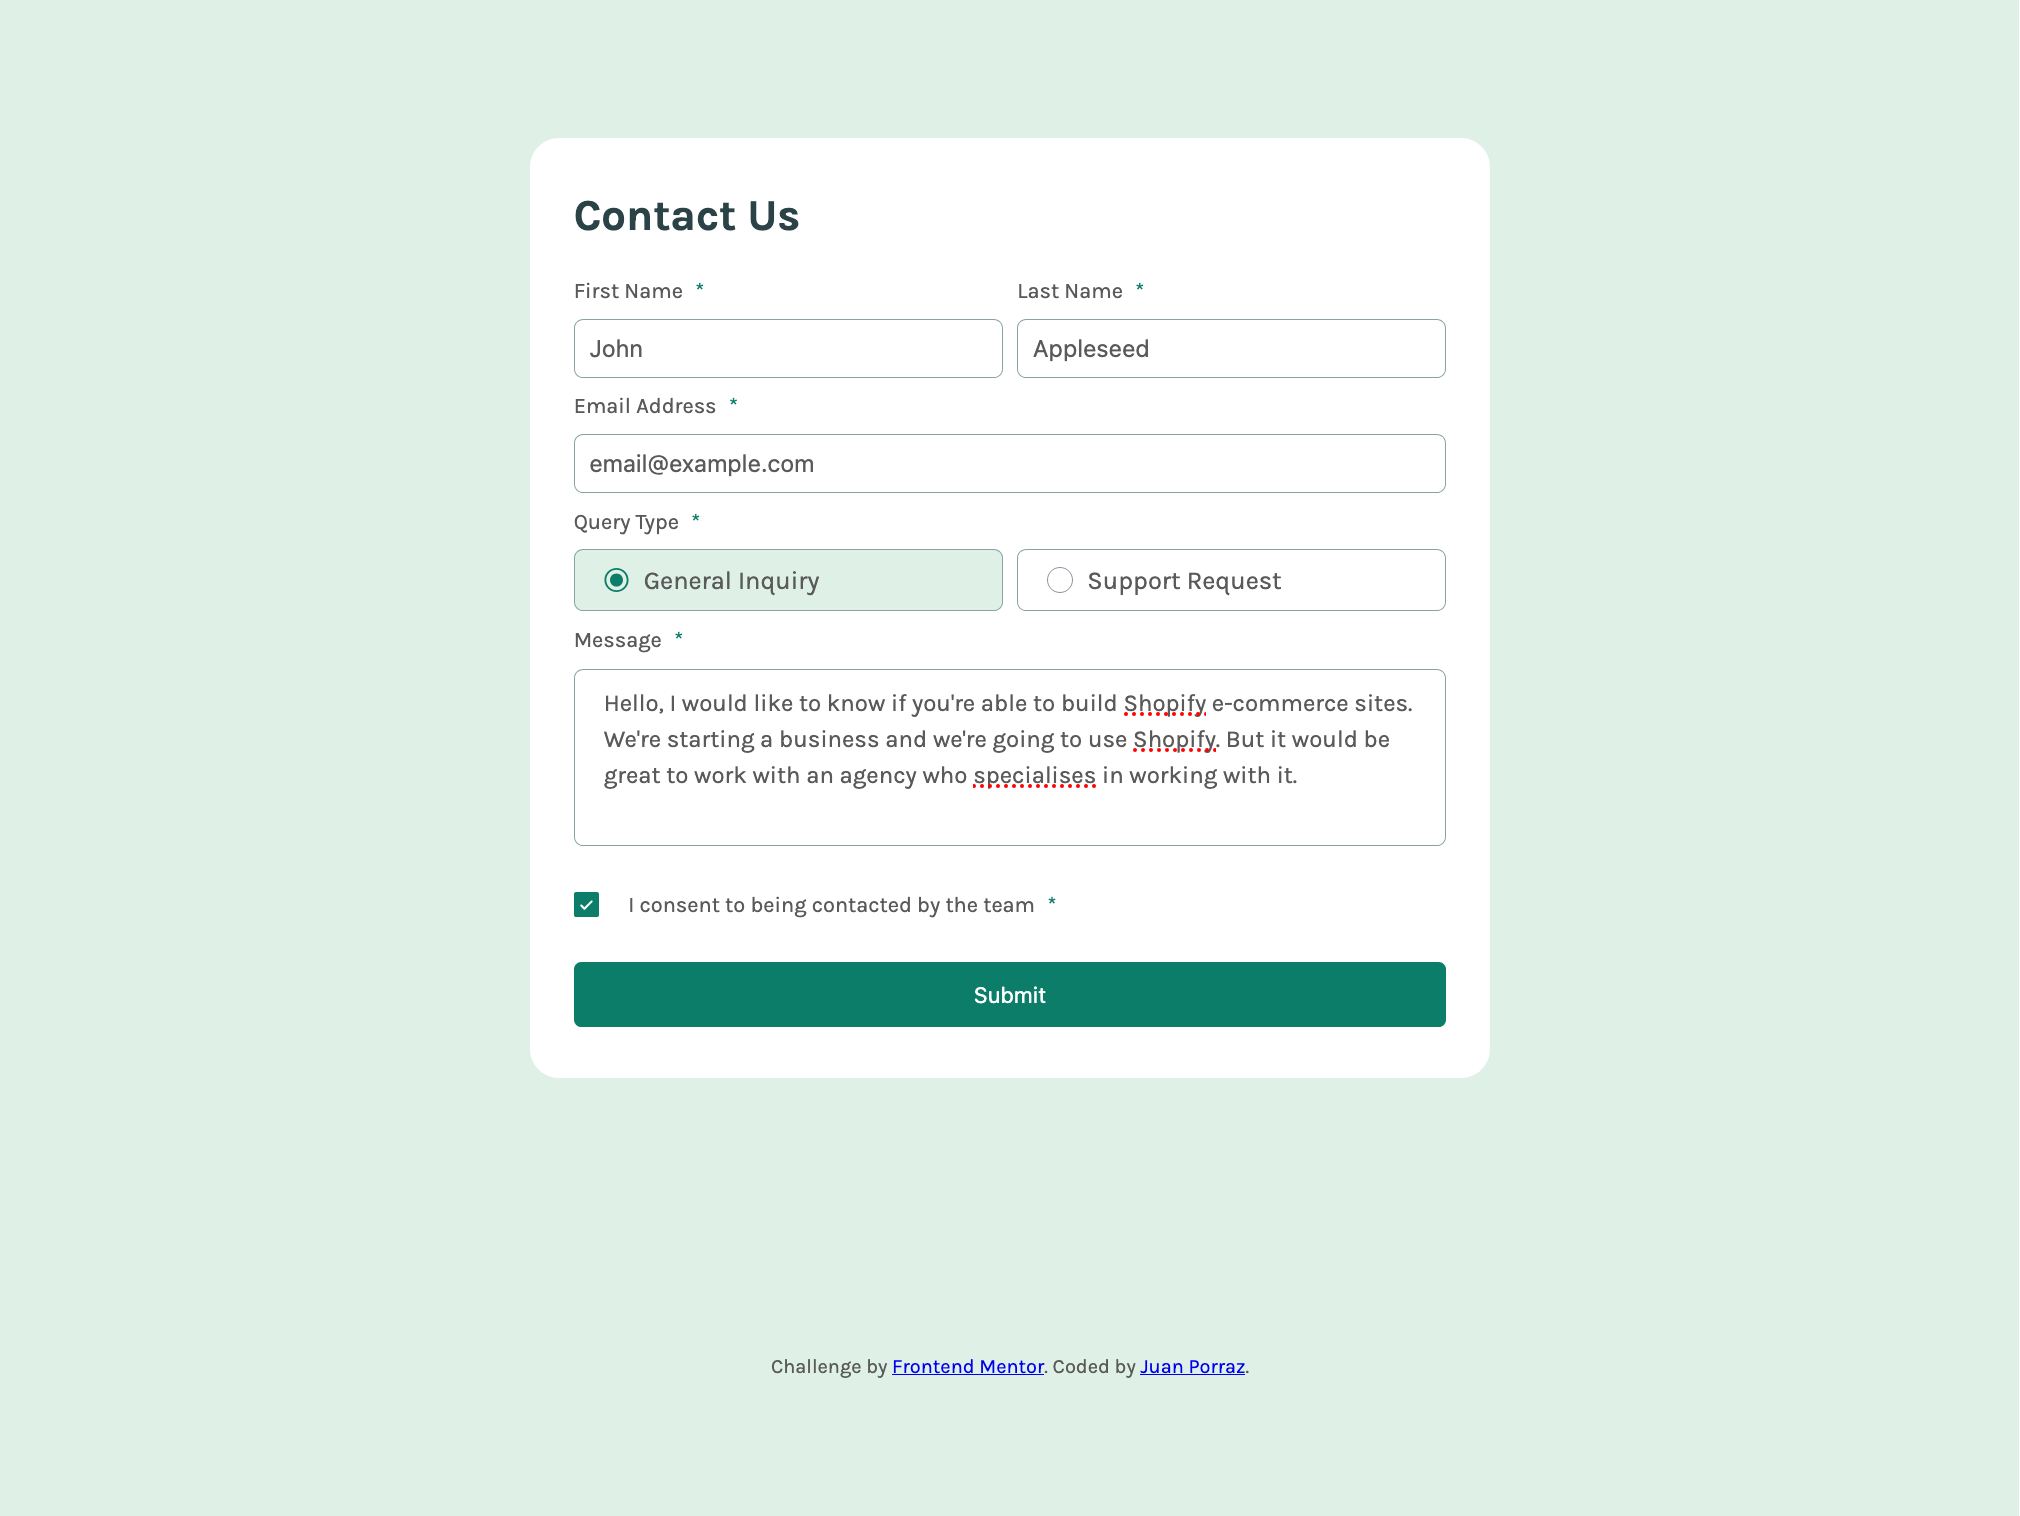 Contact Us
First Name *
Last Name *
John
Appleseed
Email Address *
email@example.com
Query Type *
General Inquiry
Support Request
Message *
Hello, I would like to know if you're able to build Shopify e-commerce sites.
We're starting a business and we're going to use Shopify. But it would be
great to work with an agency who specialises in working with it.
I consent to being contacted by the team *
Submit
Challenge by Frontend Mentor. Coded by Juan Porraz.